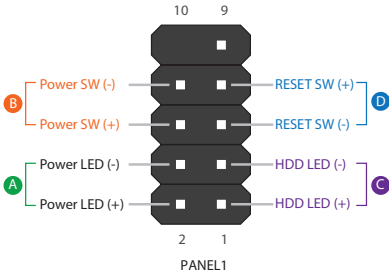 10 9
Power SW (-) RESET SW (+)
B D
Power SW (+) RESET SW (-)
Power LED (-) HDD LED (-)
A C
Power LED (+) HDD LED (+)
2 1
PANEL1